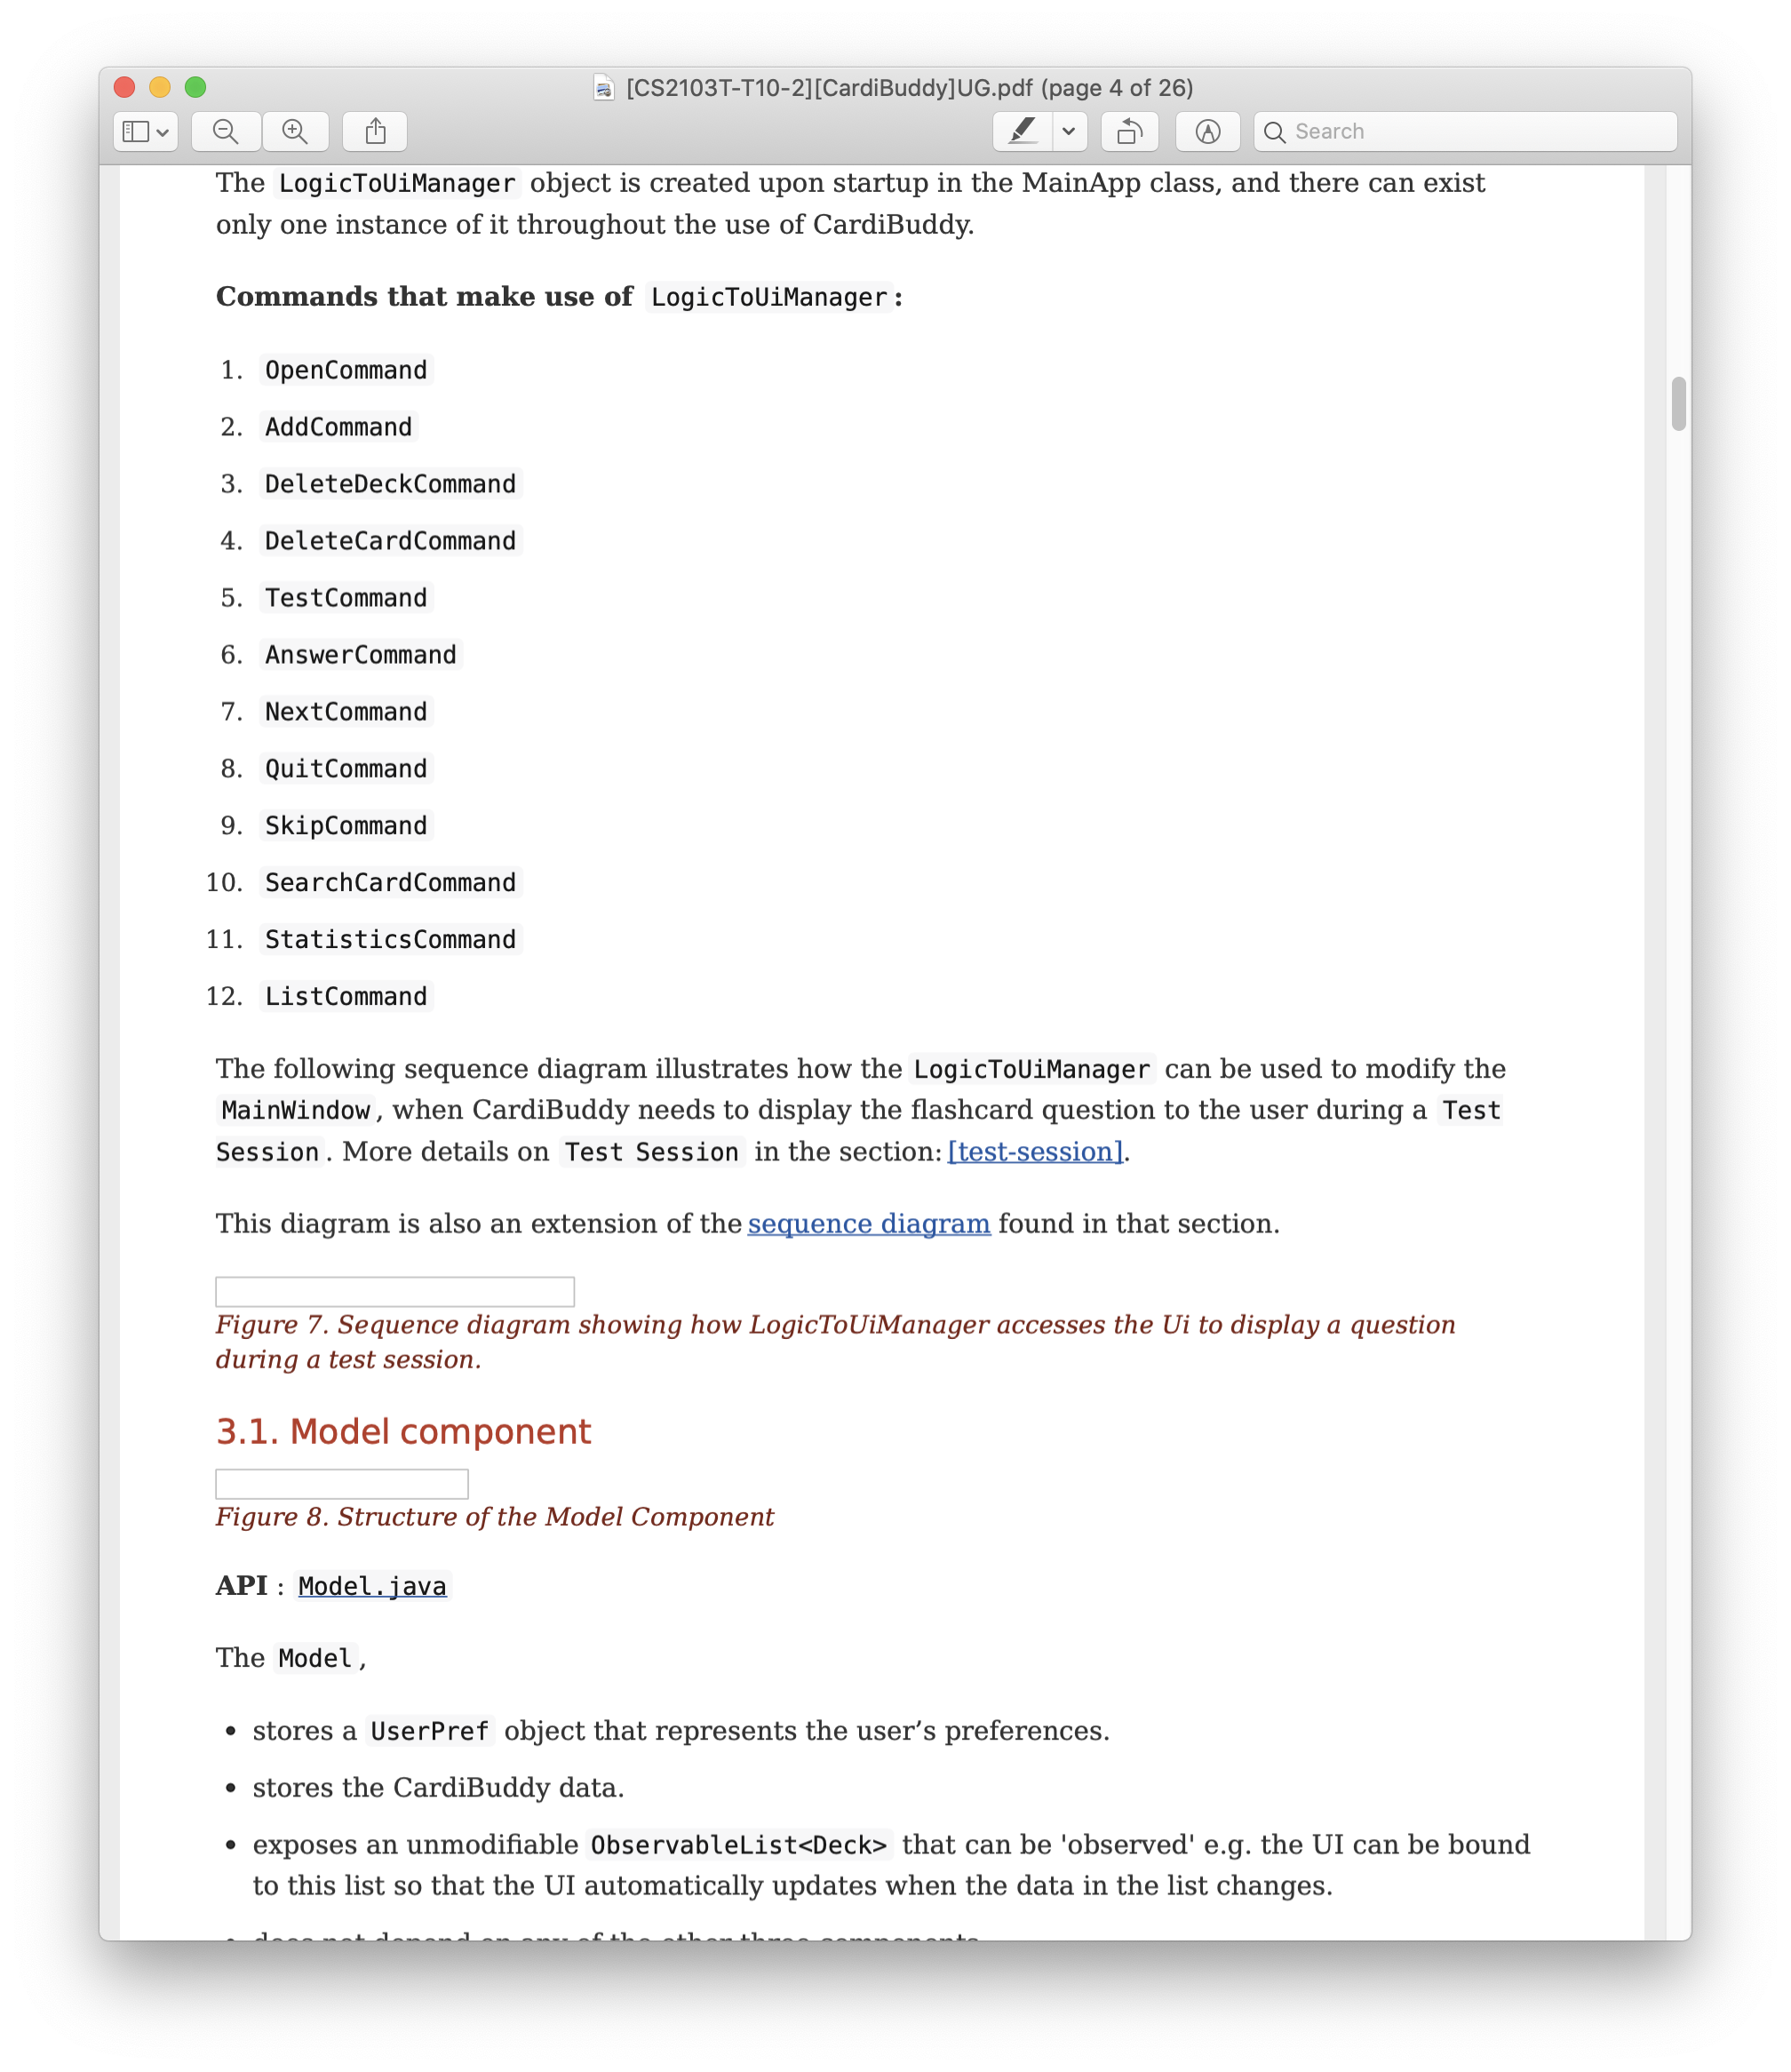 [CS2103T-T10-2][CardiBuddy]UG.pdf (page 4 of 26)
Search
The LogicToUiManager object is created upon startup in the MainApp class, and there can exist
only one instance of it throughout the use of CardiBuddy.
Commands that make use of LogicToUiManager:
1. OpenCommand
2. AddCommand
3. DeleteDeckCommand
4. DeleteCardCommand
5. TestCommand
6. AnswerCommand
7. NextCommand
8. QuitCommand
9. SkipCommand
10. SearchCardCommand
11. StatisticsCommand
12. ListCommand
The following sequence diagram illustrates how the LogicToUiManager can be used to modify the
MainWindow, when CardiBuddy needs to display the flashcard question to the user during a Test
Session. More details on Test Session in the section: [test-session].
This diagram is also an extension of the sequence diagram found in that section.
Figure 7. Sequence diagram showing how LogicToUiManager accesses the Ui to display a question
during a test session.
3.1. Model component
Figure 8. Structure of the Model Component
API : Model.java
The Model,
• stores a UserPref object that represents the user’s preferences.
• stores the CardiBuddy data.
• exposes an unmodifiable ObservableList<Deck> that can be 'observed' e.g. the UI can be bound
to this list so that the UI automatically updates when the data in the list changes.
• does not depend on any of the other three components.